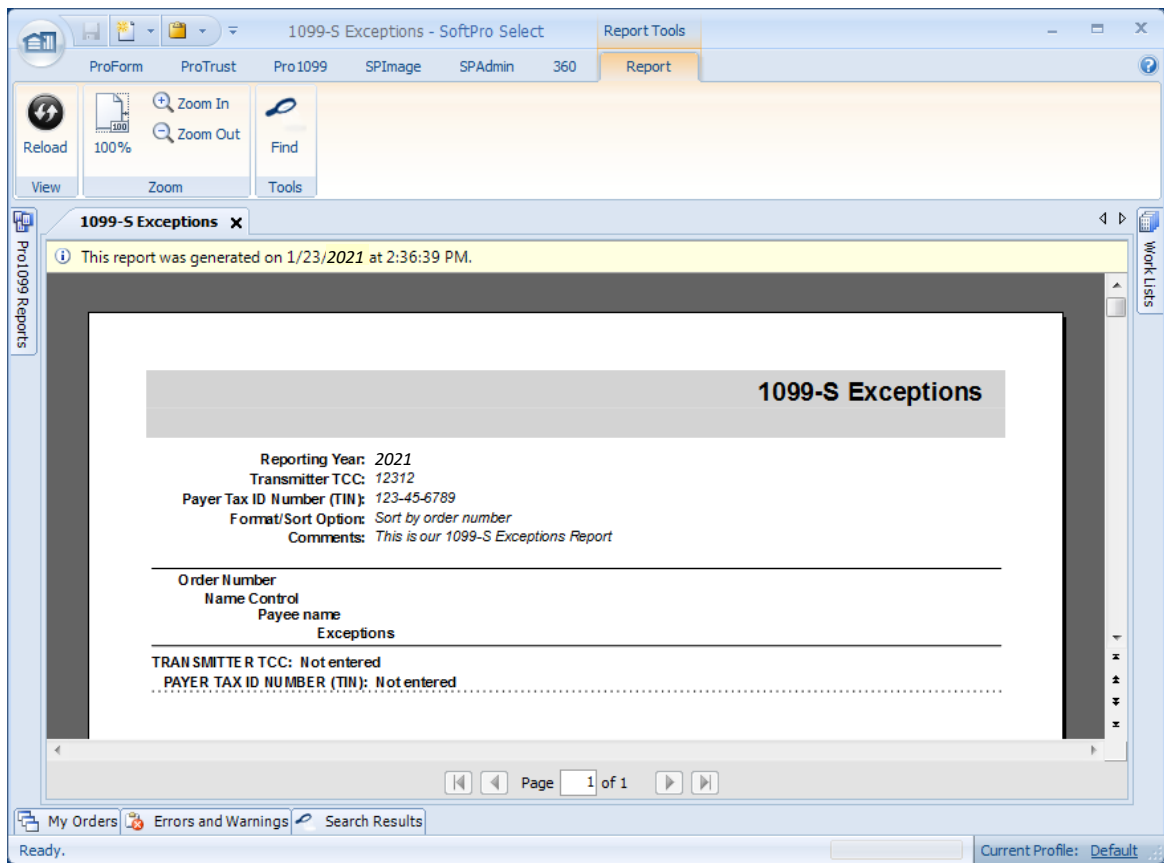 1099-S Exceptions - SoftPro Select
Report Tools
ProForm ProTrust Pro1099 SPImage SPAdmin 360 Report
Reload
100
100%
Zoom In
Zoom Out
Find
View Zoom Tools
1099-S Exceptions
Pro1099 Reports
Work Lists
This report was generated on 1/23/2021 at 2:36:39 PM.
1099-S Exceptions
Reporting Year: 2021
Transmitter TCC: 12312
Payer Tax ID Number (TIN): 123-45-6789
Format/Sort Option: Sort by order number
Comments: This is our 1099-S Exceptions Report
Order Number
Name Control
Payee name
Exceptions
TRANSMITTER TCC: Not entered
PAYER TAX ID NUMBER (TIN): Not entered
Page 1 of 1
My Orders Errors and Warnings Search Results
Ready. Current Profile: Default